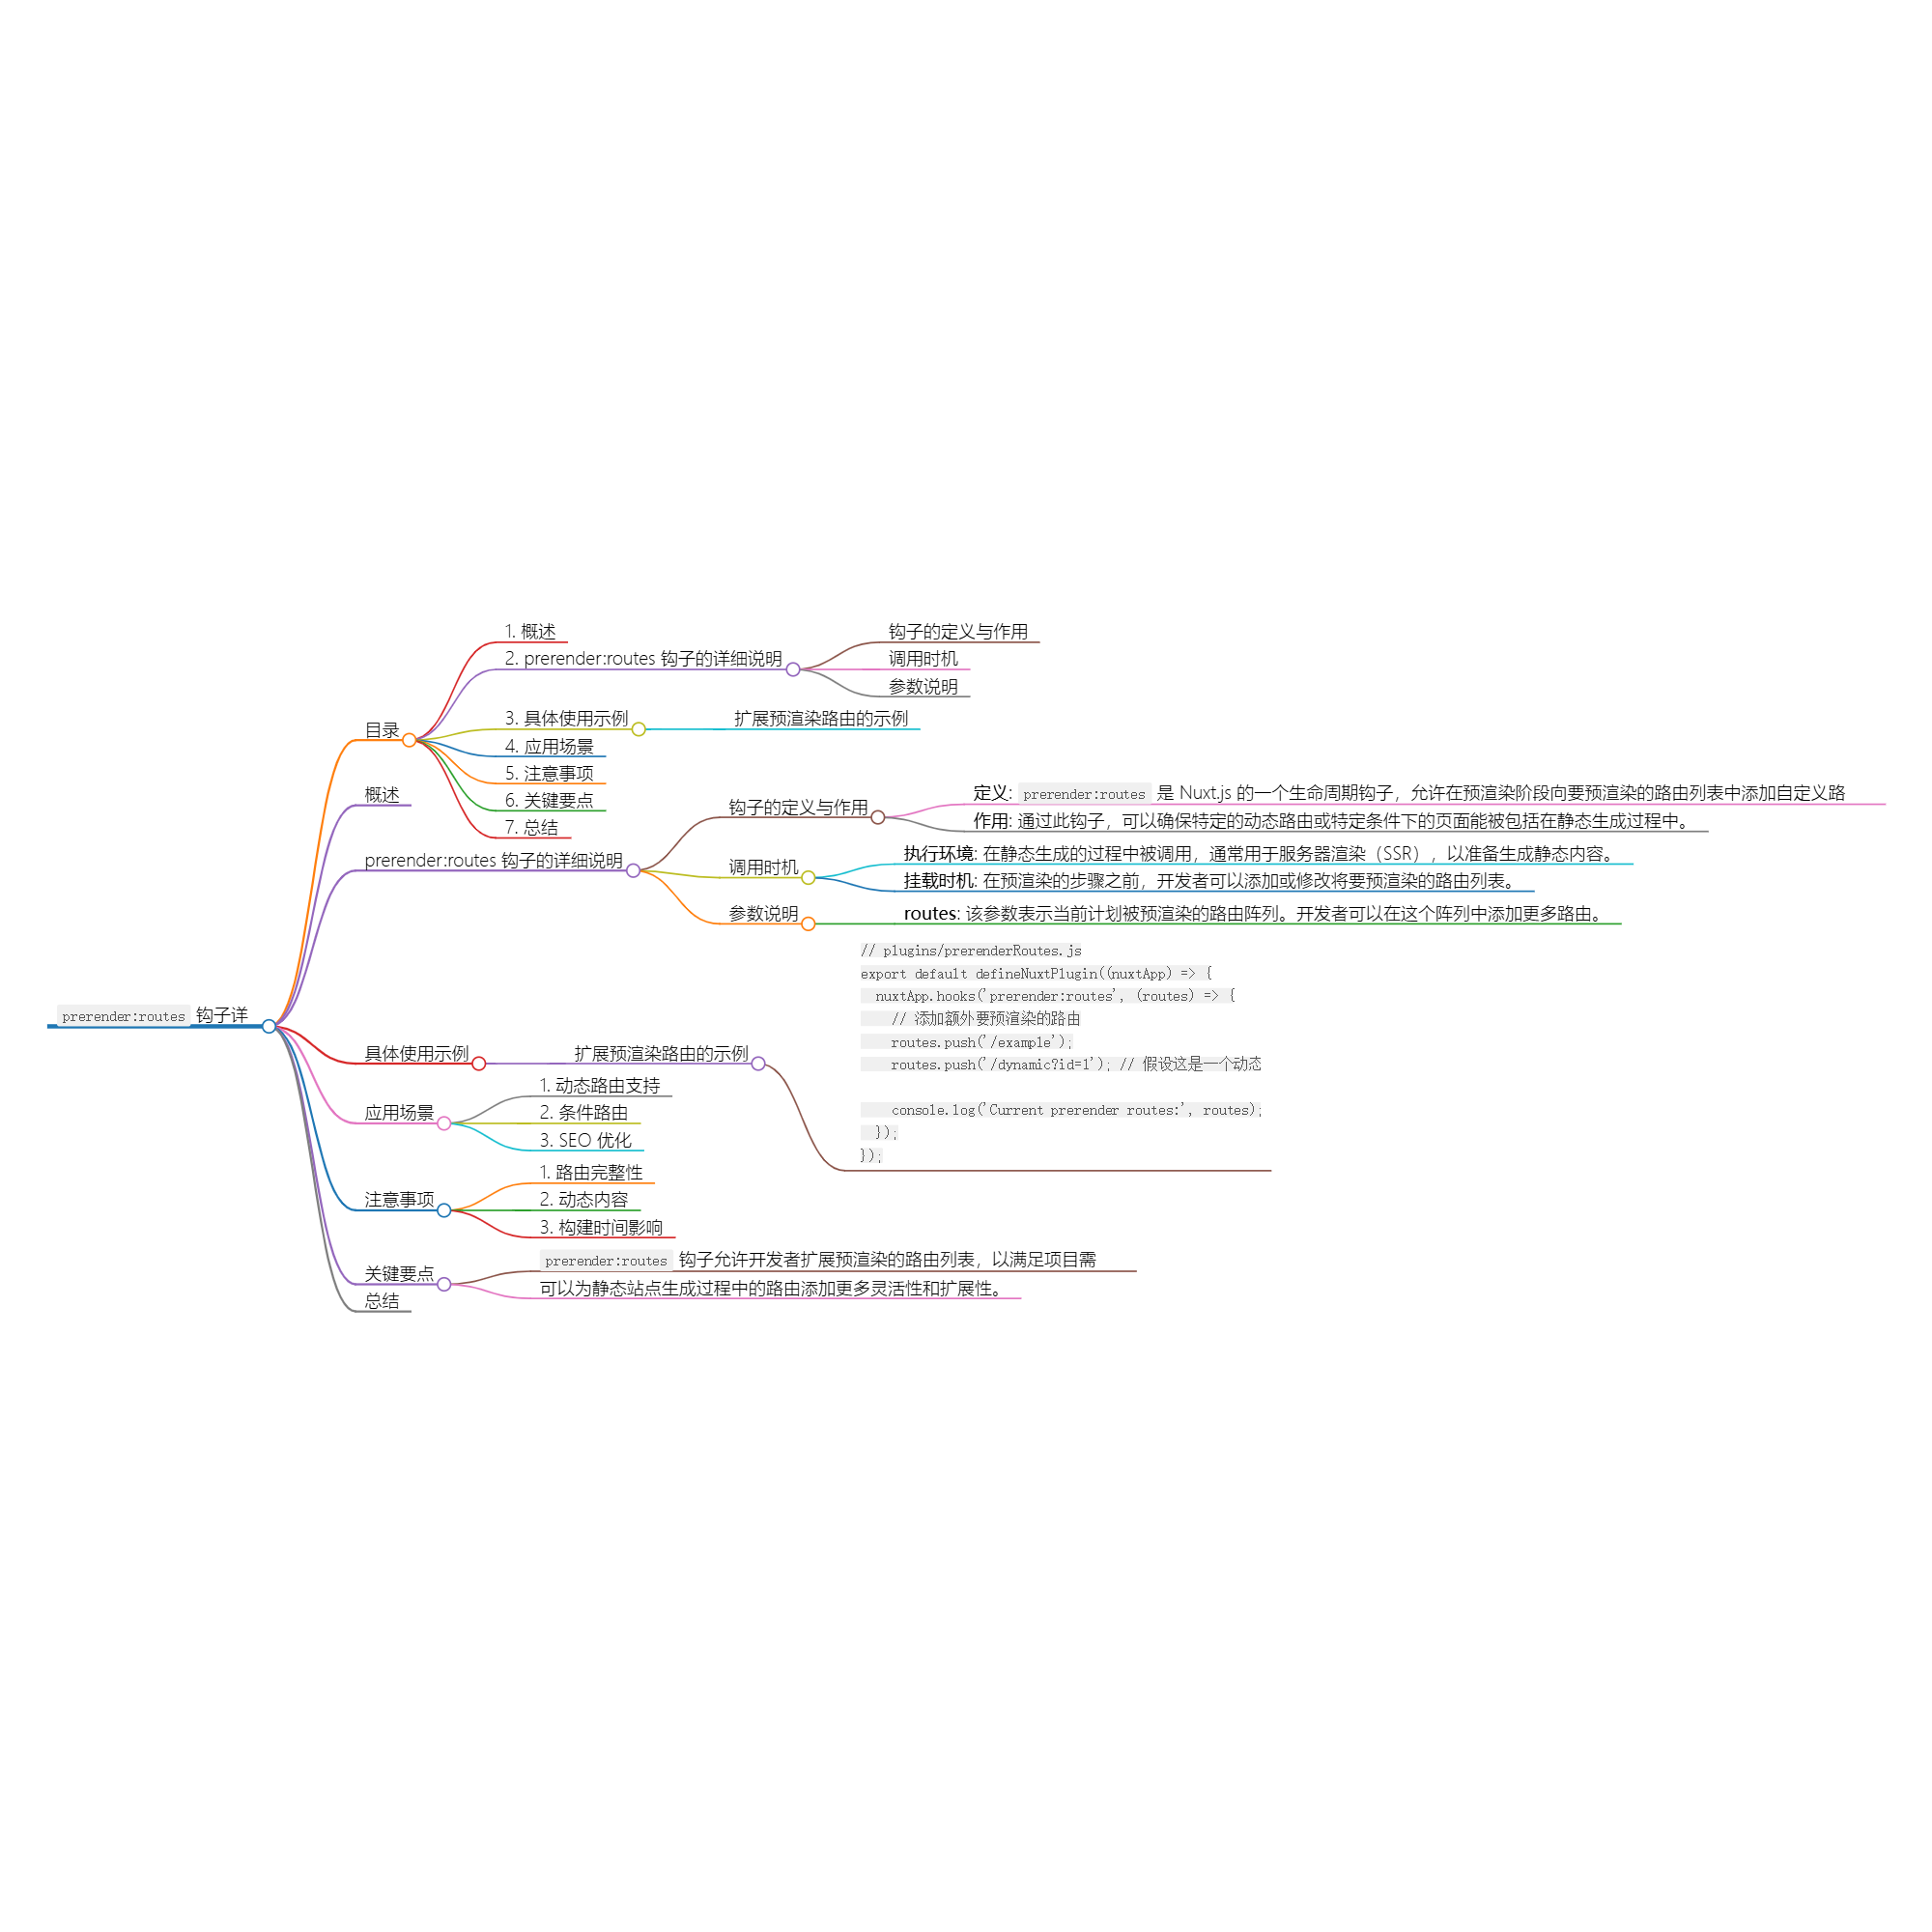 prerender:routes 钩子详
目录
1. 概述
2. prerender:routes 钩子的详细说明
钩子的定义与作用
调用时机
参数说明
3. 具体使用示例
扩展预渲染路由的示例
4. 应用场景
5. 注意事项
6. 关键要点
7. 总结
概述
prerender:routes 钩子的详细说明
钩子的定义与作用
定义: prerender:routes 是 Nuxt.js 的一个生命周期钩子，允许在预渲染阶段向要预渲染的路由列表中添加自定义路
作用: 通过此钩子，可以确保特定的动态路由或特定条件下的页面能被包括在静态生成过程中。
调用时机
执行环境: 在静态生成的过程中被调用，通常用于服务器渲染（SSR），以准备生成静态内容。
挂载时机: 在预渲染的步骤之前，开发者可以添加或修改将要预渲染的路由列表。
参数说明
routes: 该参数表示当前计划被预渲染的路由阵列。开发者可以在这个阵列中添加更多路由。
具体使用示例
扩展预渲染路由的示例
// plugins/prerenderRoutes.js
export default defineNuxtPlugin((nuxtApp) => {
  nuxtApp.hooks('prerender:routes', (routes) => {
    // 添加额外要预渲染的路由
    routes.push('/example');
    routes.push('/dynamic?id=1'); // 假设这是一个动态
    console.log('Current prerender routes:', routes);
  });
});
应用场景
1. 动态路由支持
2. 条件路由
3. SEO 优化
注意事项
1. 路由完整性
2. 动态内容
3. 构建时间影响
关键要点
prerender:routes 钩子允许开发者扩展预渲染的路由列表，以满足项目需
可以为静态站点生成过程中的路由添加更多灵活性和扩展性。
总结